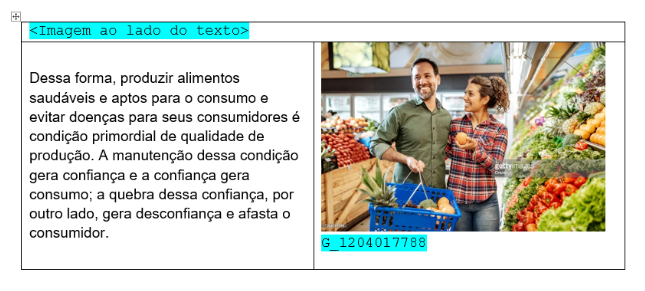 <Imagem ao lado do texto>
Dessa forma, produzir alimentos
saudáveis e aptos para o consumo e
evitar doenças para seus consumidores é
condição primordial de qualidade de
produção. A manutenção dessa condição
gera confiança e a confiança gera
consumo; a quebra dessa confiança, por
outro lado, gera desconfiança e afasta o
consumidor.
gettyimages
G_1204017788